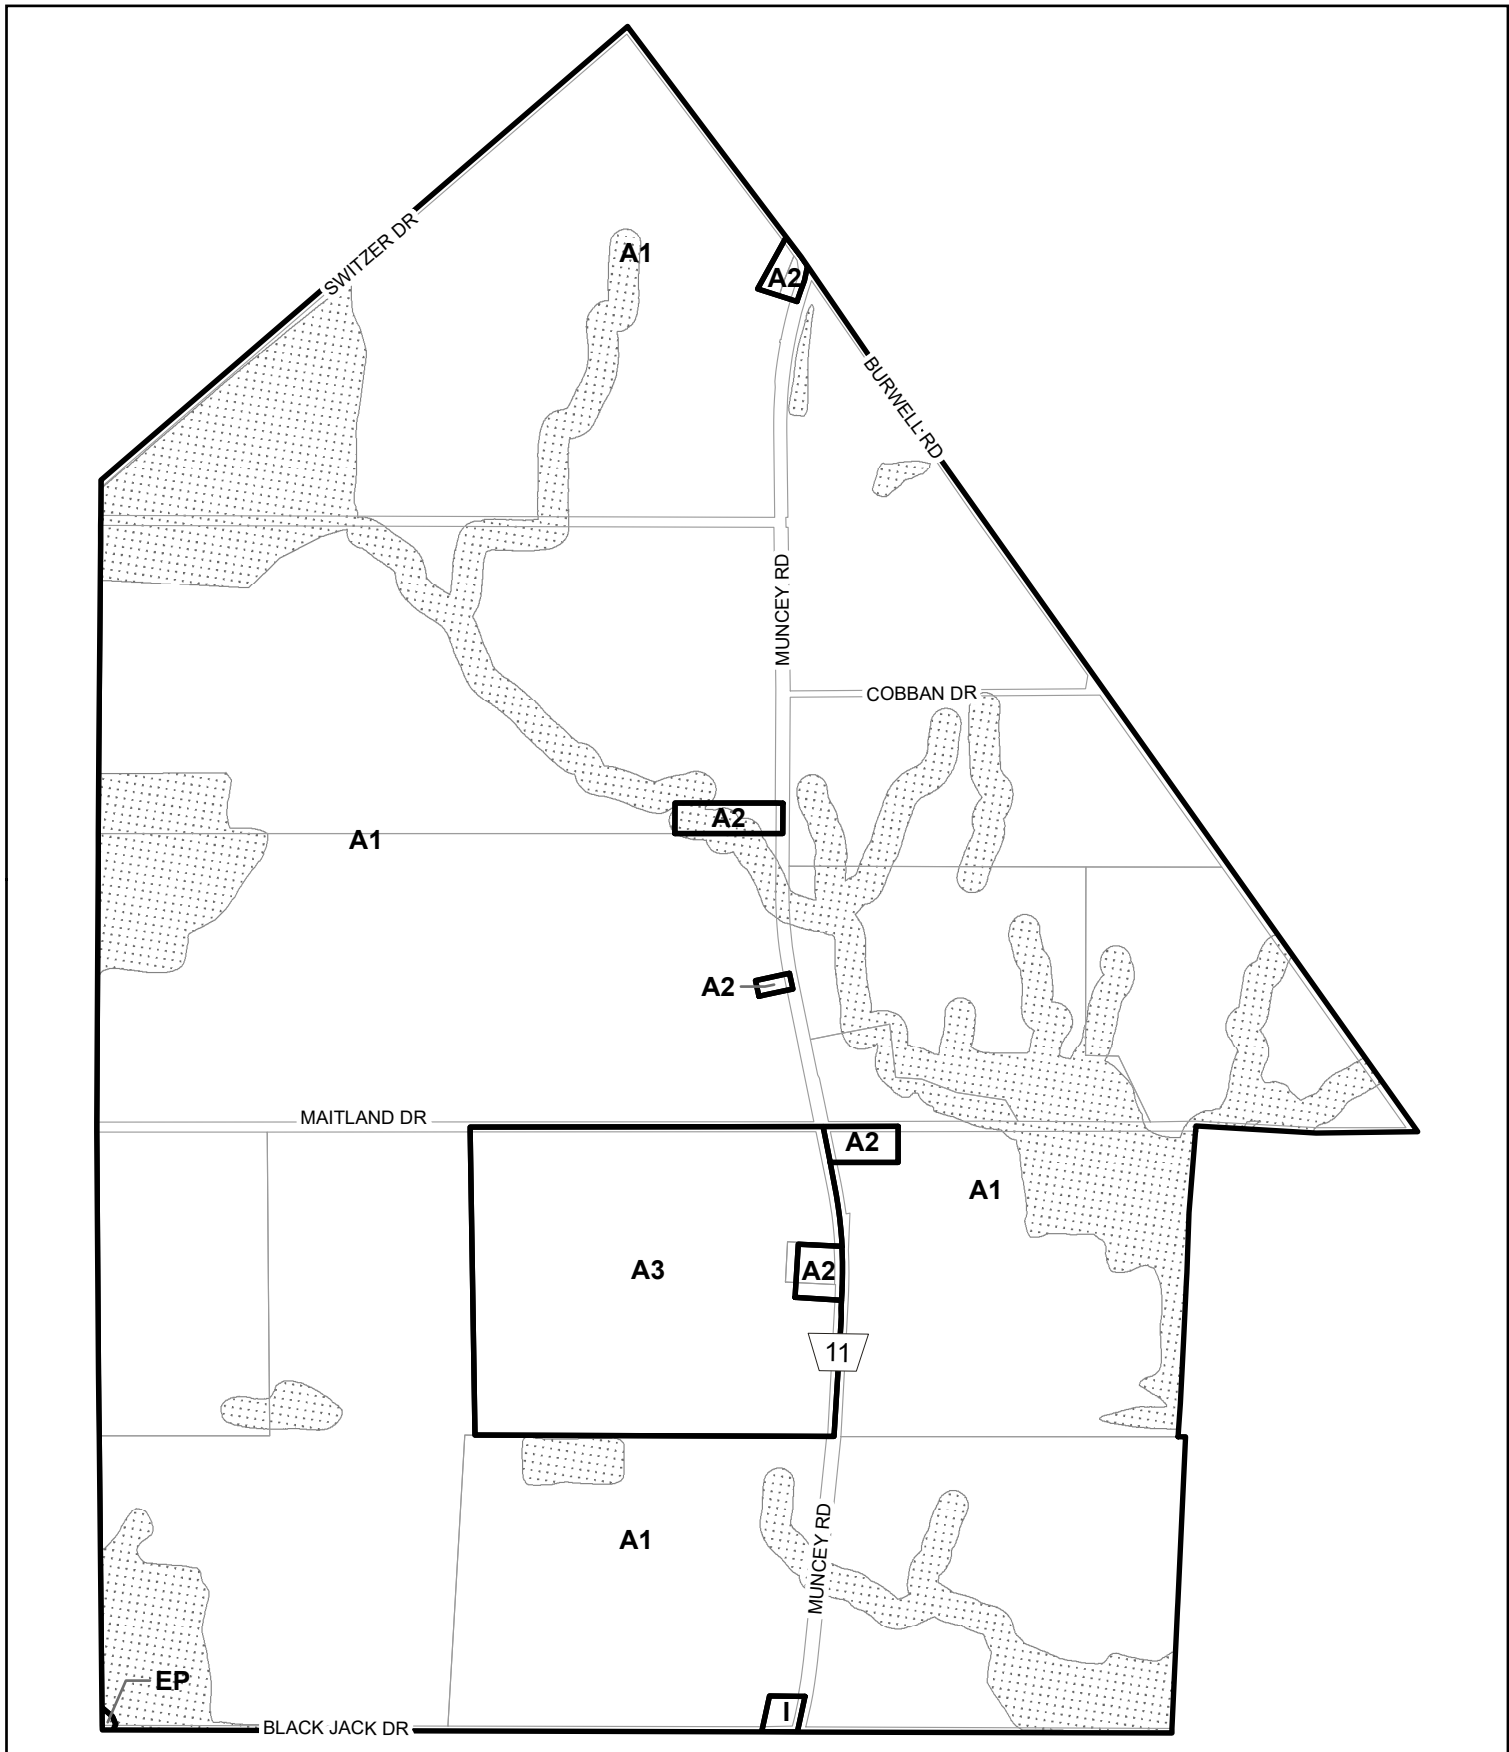 SWITZER DR
A1
A2
BURWELL RD
MUNCEY RD
COBBAN DR
A2
A1
A2
MAITLAND DR
A2
A1
A3
A2
11
A1
MUNCEY RD
EP
I
BLACK JACK DR